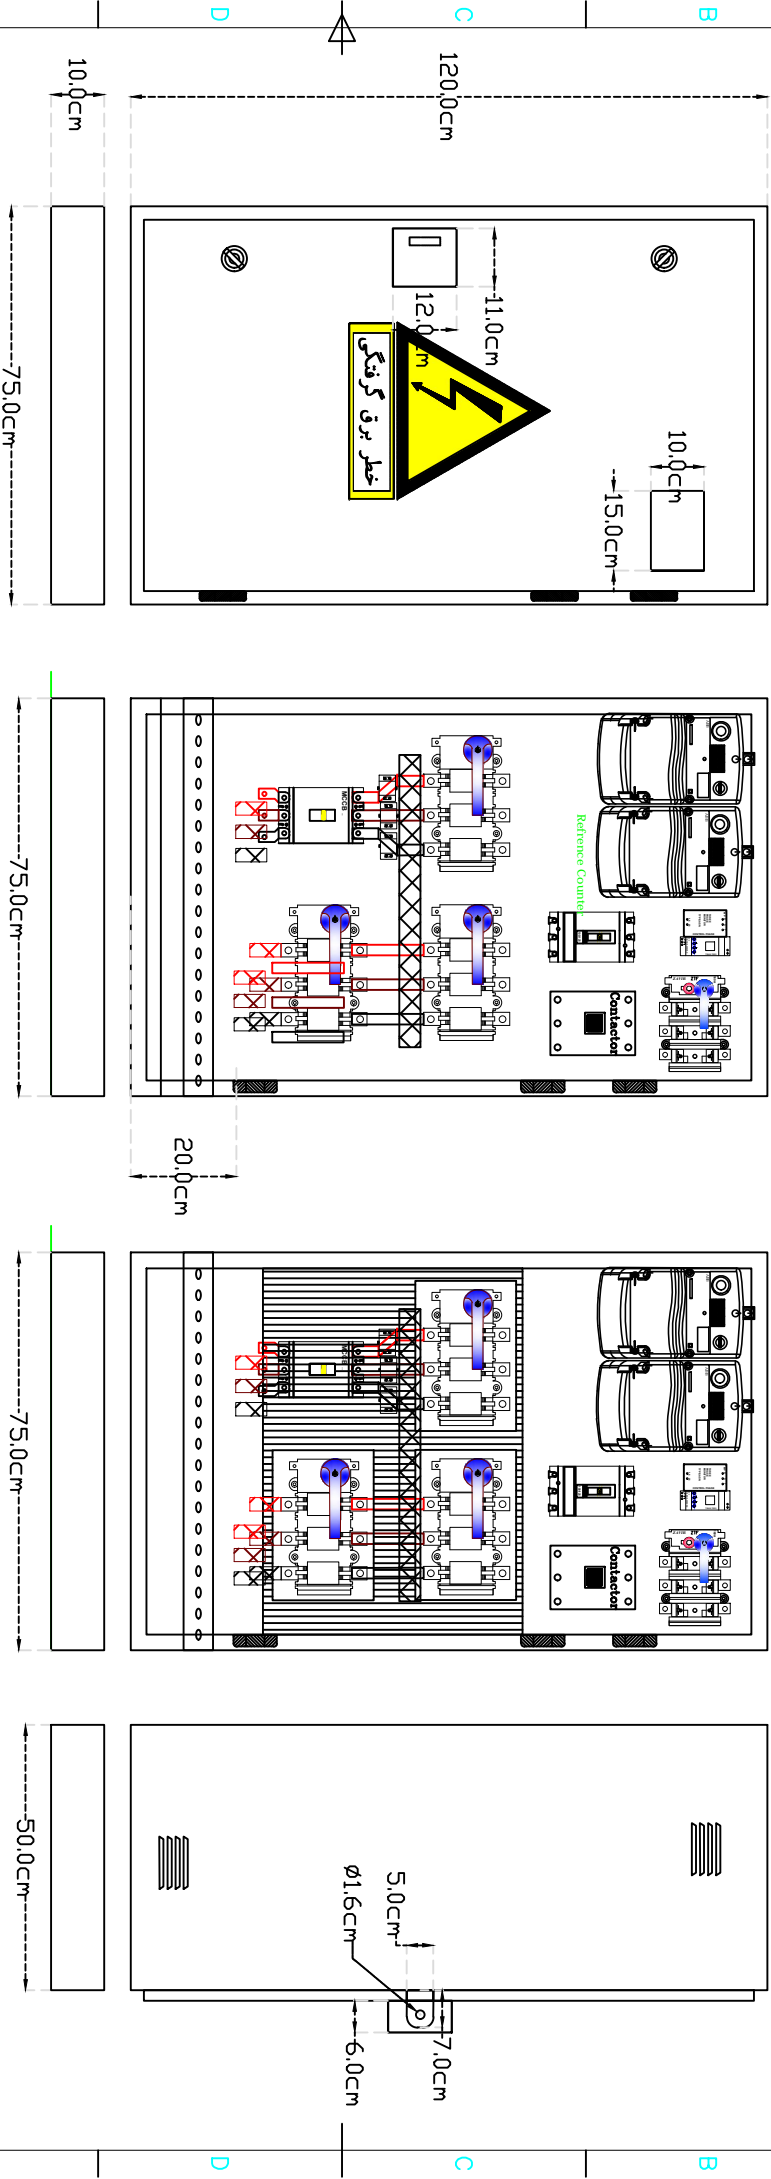 D
C
B
10.0cm
120.0cm
75.0cm
12.0cm
11.0cm
10.0cm
15.0cm
خطر برق گرفتگی
75.0cm
MCCB
Refrence Counter
Contactor
20.0cm
75.0cm
MCCB
Contactor
50.0cm
Ø1.6cm
5.0cm
6.0cm
7.0cm
D
C
B